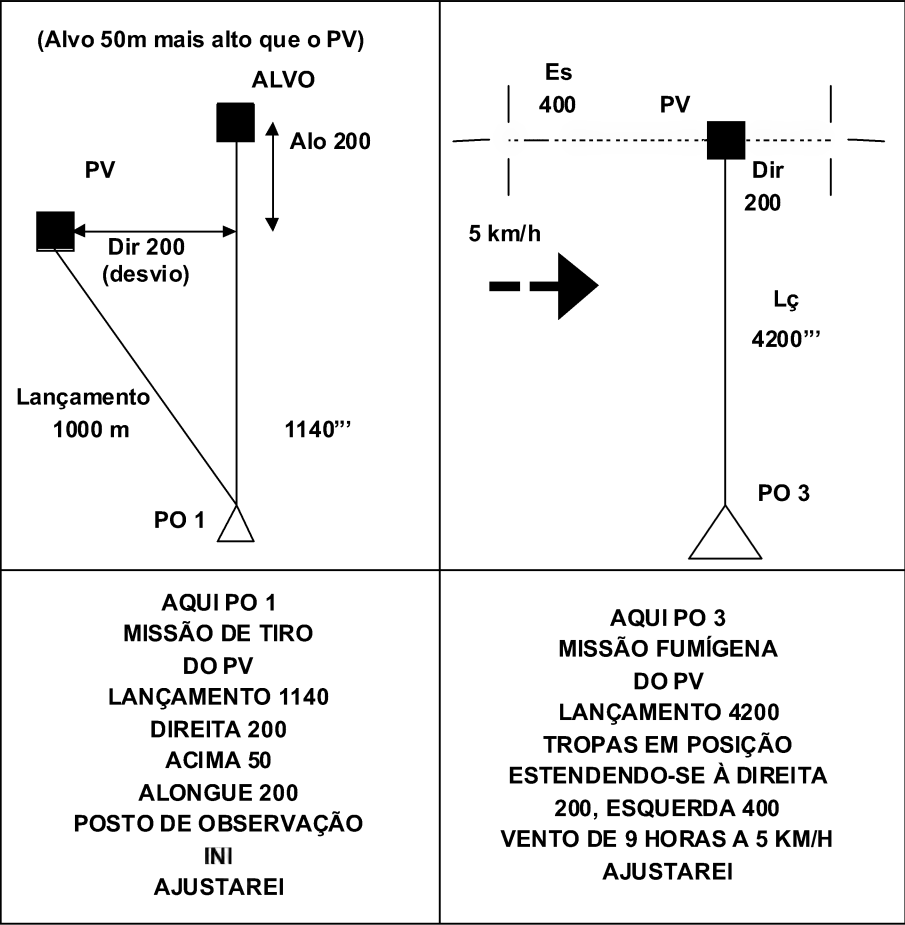 (Alvo 50m mais alto que o PV)
ALVO
Alo 200
PV
Dir 200
(desvio)
Lançamento
1000 m
1140”’
PO 1
Es
400
PV
Dir
200
5 km/h
Lç
4200”’
PO 3
AQUI PO 1
MISSÃO DE TIRO
DO PV
LANÇAMENTO 1140
DIREITA 200
ACIMA 50
ALONGUE 200
POSTO DE OBSERVAÇÃO
INI
AJUSTAREI
AQUI PO 3
MISSÃO FUMÍGENA
DO PV
LANÇAMENTO 4200
TROPAS EM POSIÇÃO
ESTENDENDO-SE À DIREITA
200, ESQUERDA 400
VENTO DE 9 HORAS A 5 KM/H
AJUSTAREI